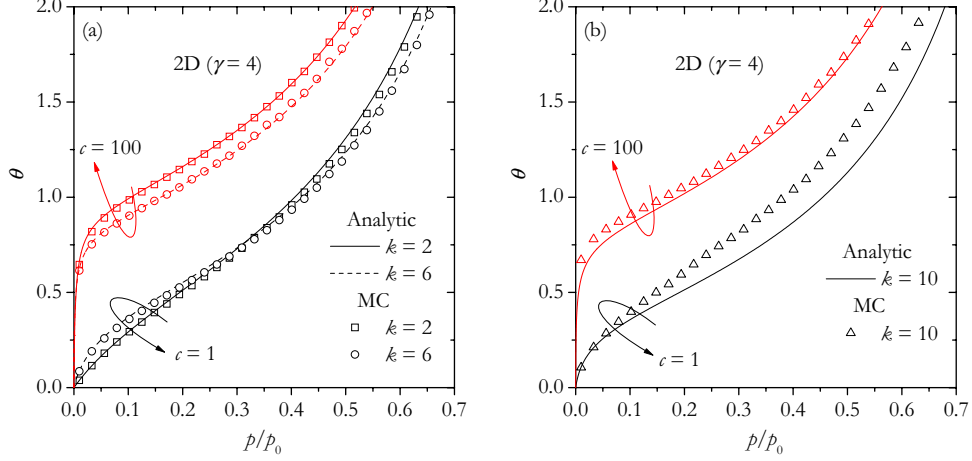 (a)
2D (γ = 4)
c = 100
c = 1
Analytic
k = 2
k = 6
MC
k = 2
k = 6
θ
2.0
1.5
1.0
0.5
0.0
0.0 0.1 0.2 0.3 0.4 0.5 0.6 0.7
p/p₀
(b)
2D (γ = 4)
c = 100
c = 1
Analytic
k = 10
MC
k = 10
θ
2.0
1.5
1.0
0.5
0.0
0.0 0.1 0.2 0.3 0.4 0.5 0.6 0.7
p/p₀